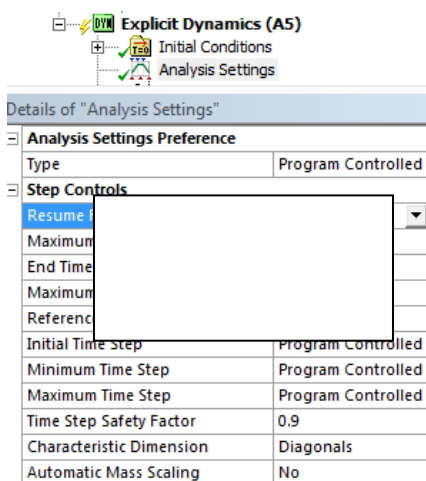 Explicit Dynamics (A5)
Initial Conditions
Analysis Settings
Details of "Analysis Settings"
Analysis Settings Preference
Type Program Controlled
Step Controls
Resume
Maximum
End Time
Maximum
Initial Time Step Program Controlled
Minimum Time Step Program Controlled
Maximum Time Step Program Controlled
Time Step Safety Factor 0.9
Characteristic Dimension Diagonals
Automatic Mass Scaling No